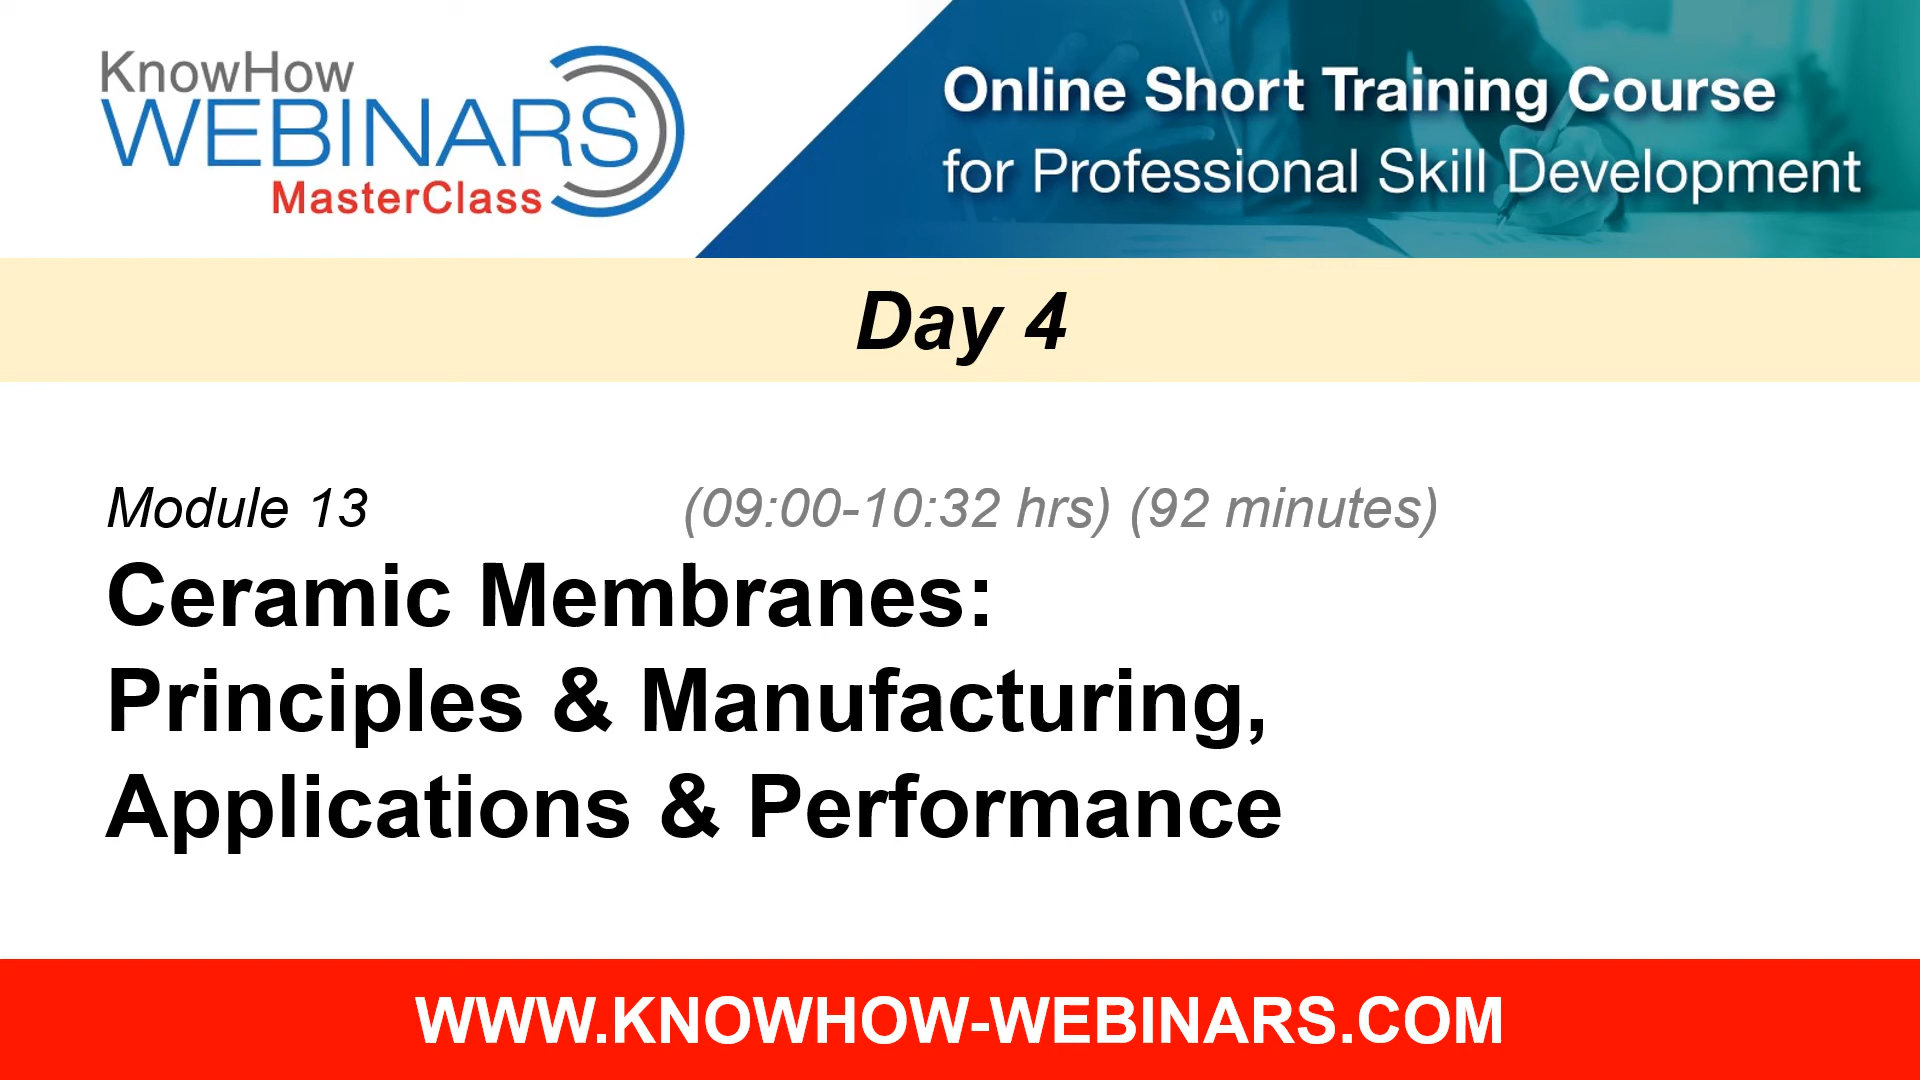 KnowHow
WEBINARS
MasterClass
Online Short Training Course
for Professional Skill Development
Day 4
Module 13 (09:00-10:32 hrs) (92 minutes)
Ceramic Membranes:
Principles & Manufacturing,
Applications & Performance
WWW.KNOWHOW-WEBINARS.COM